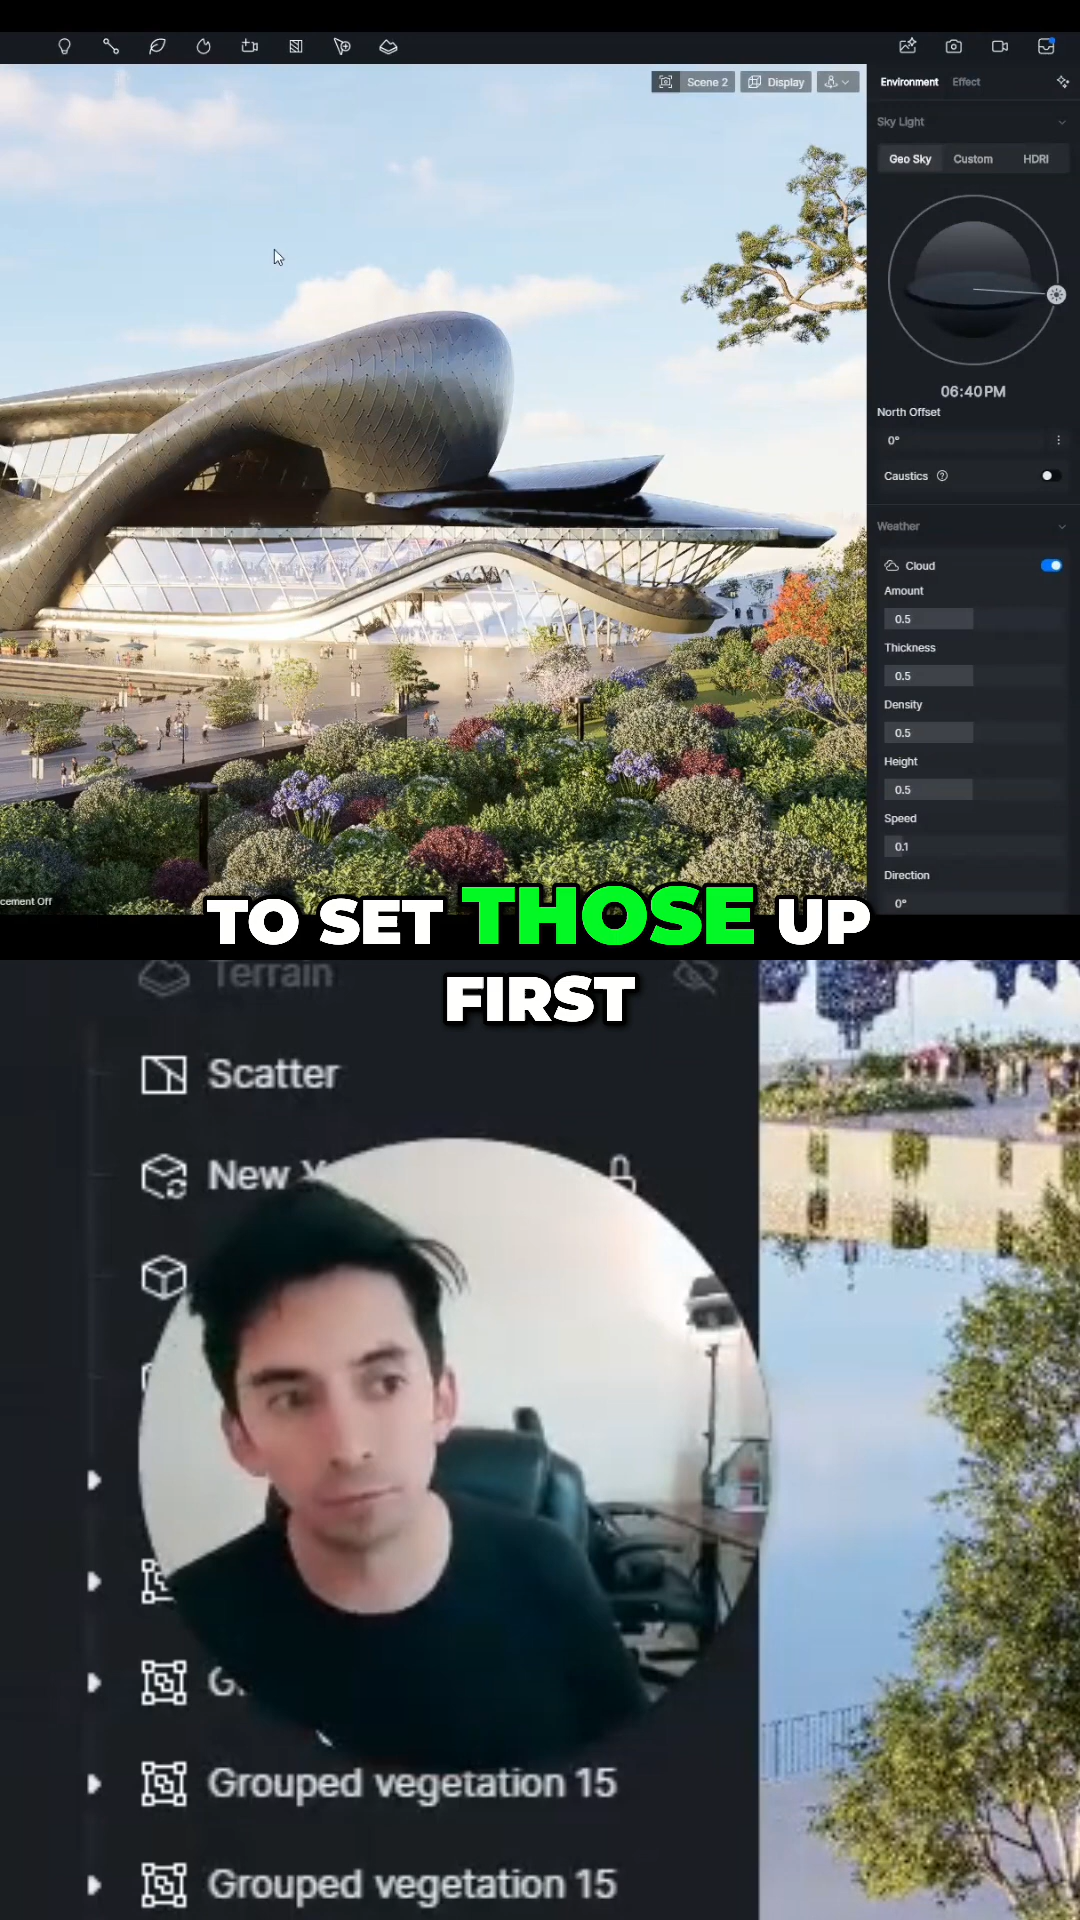 Scene 2
Display
Environment
Effect
Sky Light
Geo Sky
Custom
HDRI
06:40PM
North Offset
0°
Caustics
Weather
Cloud
Amount
0.5
Thickness
0.5
Density
0.5
Height
0.5
Speed
0.1
Direction
0°
cement Off
TO SET THOSE UP
FIRST
Terrain
Scatter
New
Grouped vegetation 15
Grouped vegetation 15